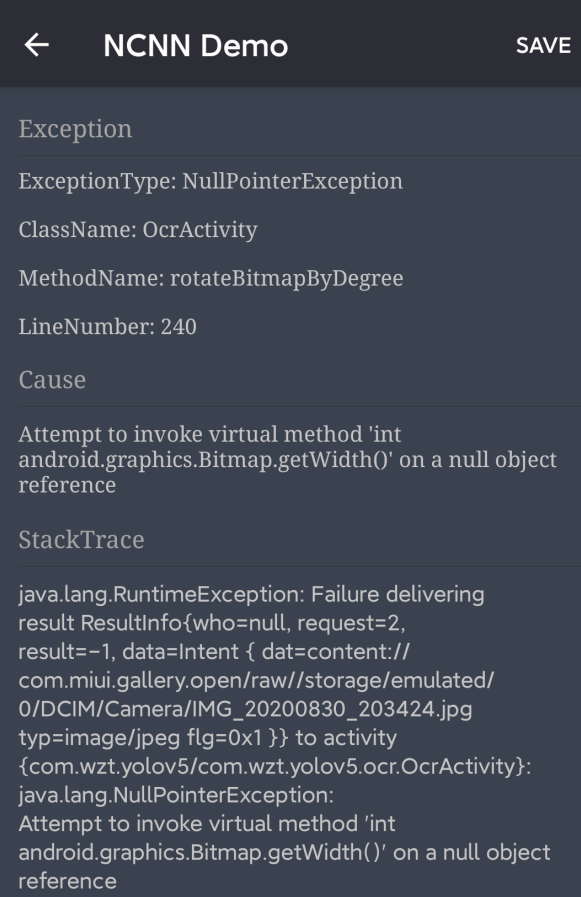 NCNN Demo SAVE
Exception
ExceptionType: NullPointerException
ClassName: OcrActivity
MethodName: rotateBitmapByDegree
LineNumber: 240
Cause
Attempt to invoke virtual method 'int
android.graphics.Bitmap.getWidth()' on a null object
reference
StackTrace
java.lang.RuntimeException: Failure delivering
result ResultInfo{who=null, request=2,
result=-1, data=Intent { dat=content://
com.miui.gallery.open/raw//storage/emulated/
0/DCIM/Camera/IMG_20200830_203424.jpg
typ=image/jpeg flg=0x1 }} to activity
{com.wzt.yolov5/com.wzt.yolov5.ocr.OcrActivity}:
java.lang.NullPointerException:
Attempt to invoke virtual method 'int
android.graphics.Bitmap.getWidth()' on a null object
reference